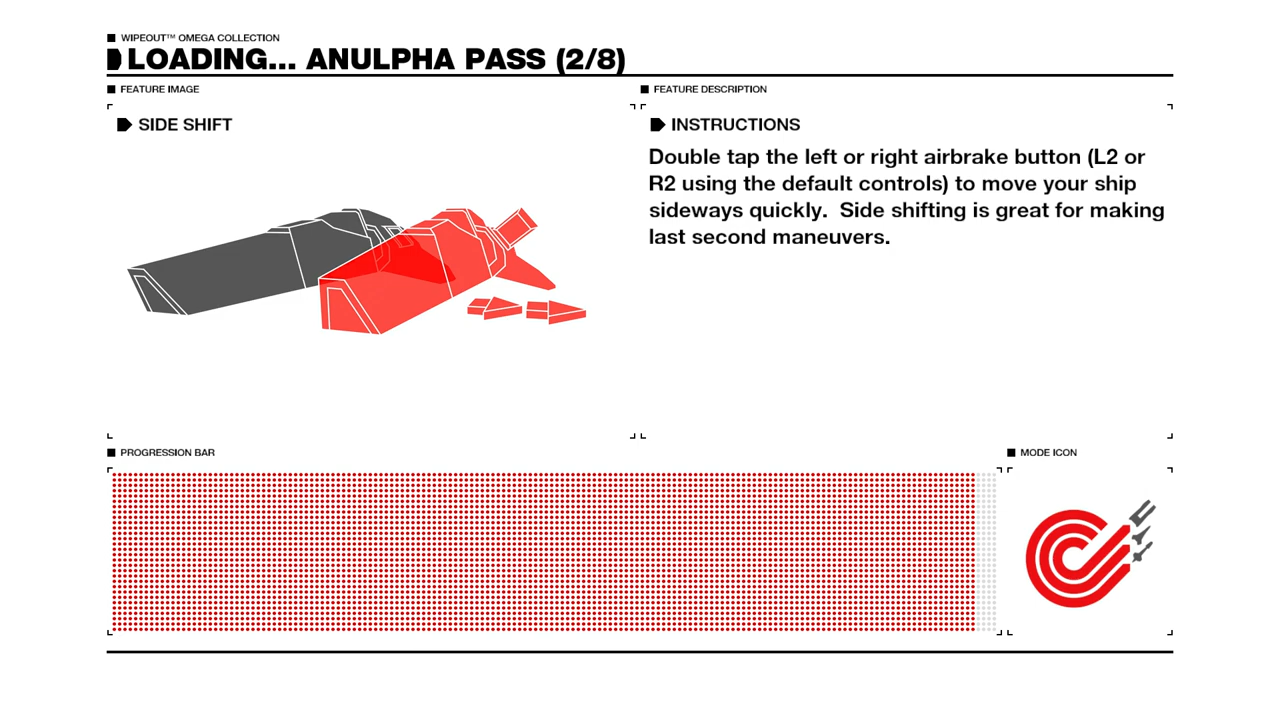 WIPEOUT™ OMEGA COLLECTION
LOADING... ANULPHA PASS (2/8)
FEATURE IMAGE
SIDE SHIFT
FEATURE DESCRIPTION
INSTRUCTIONS
Double tap the left or right airbrake button (L2 or
R2 using the default controls) to move your ship
sideways quickly.  Side shifting is great for making
last second maneuvers.
PROGRESSION BAR
MODE ICON